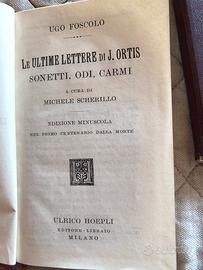 UGO FOSCOLO
LE ULTIME LETTERE DI J. ORTIS
SONETTI, ODI, CARMI
A CURA DI
MICHELE SCHERILLO
EDIZIONE MINUSCOLA
NEL PRIMO CENTENARIO DALLA MORTE
ULRICO HOEPLI
EDITORE-LIBRAIO
MILANO